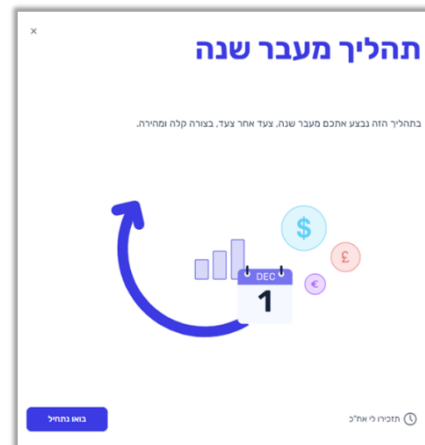 ×
תהליך מעבר שנה
בתהליך הזה נבצע אתכם מעבר שנה, צעד אחר צעד, בצורה קלה ומהירה.
$
£
€
DEC
1
תזכירו לי אח"כ
בואו נתחיל